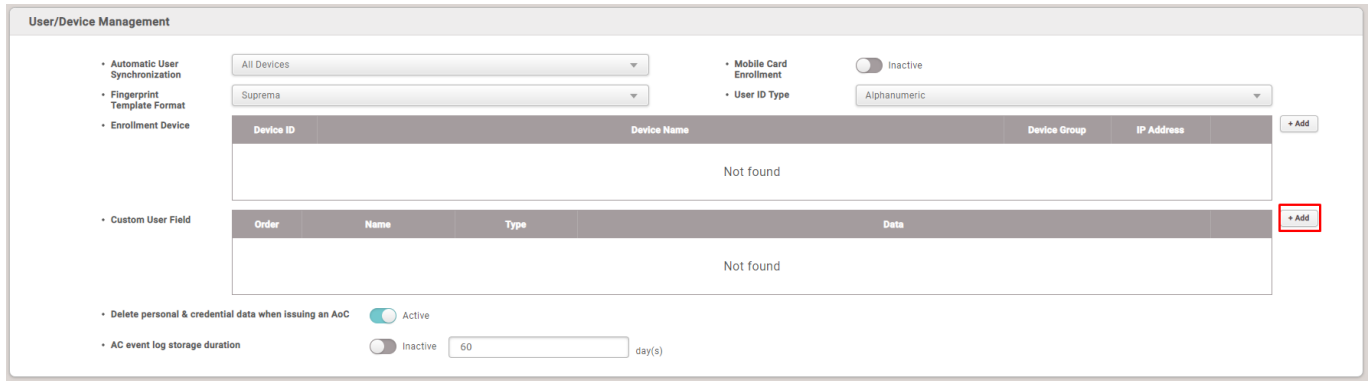 User/Device Management
• Automatic User Synchronization
All Devices
• Mobile Card Enrollment
Inactive
• Fingerprint Template Format
Suprema
• User ID Type
Alphanumeric
• Enrollment Device
Device ID Device Name Device Group IP Address
+ Add
Not found
• Custom User Field
Order Name Type Data
+ Add
Not found
• Delete personal & credential data when issuing an AoC
Active
• AC event log storage duration
Inactive
60
day(s)